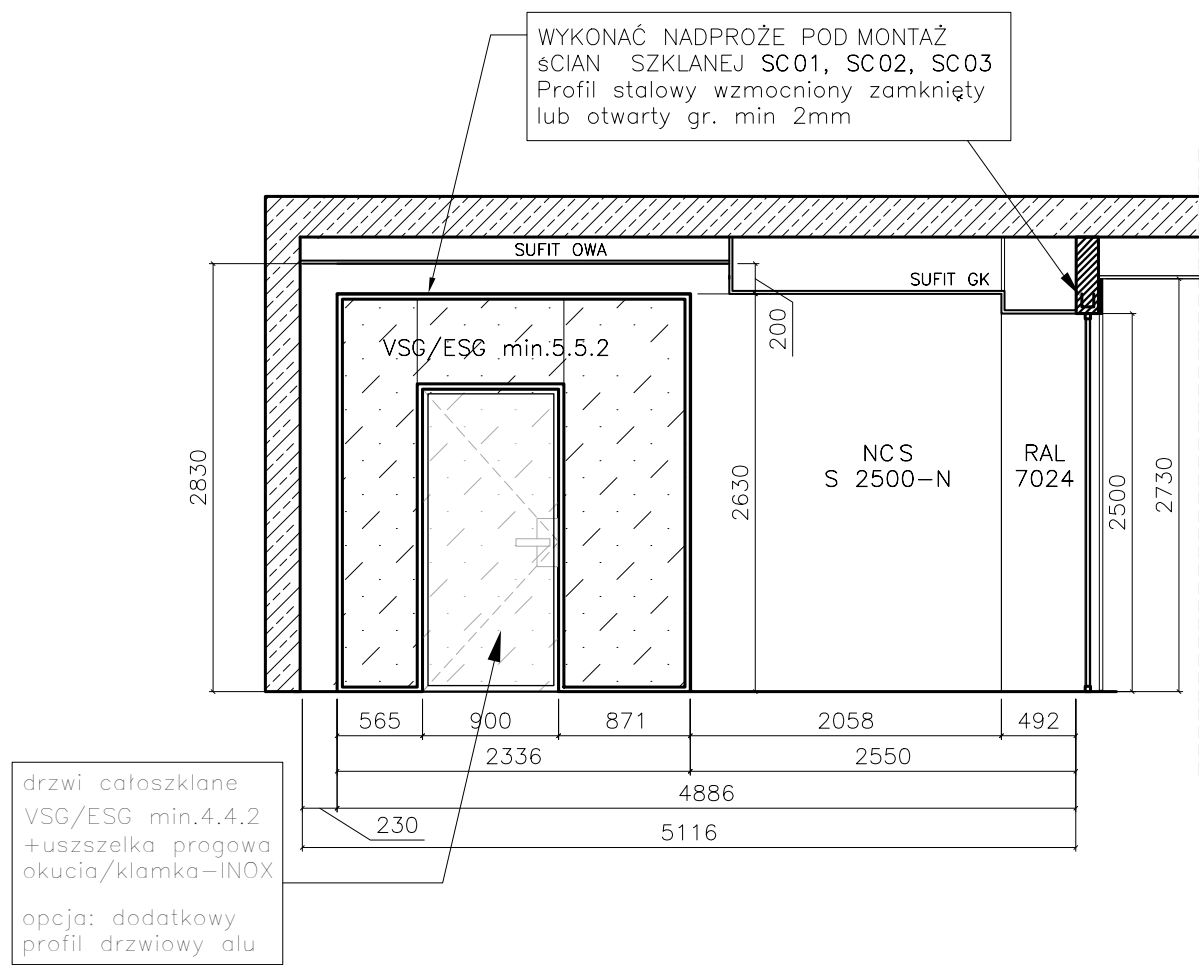 WYKONAĆ NADPROŻE POD MONTAŻ
śCIAN SZKLANEJ SC01, SC02, SC03
Profil stalowy wzmocniony zamknięty
lub otwarty gr. min 2mm
SUFIT OWA
SUFIT GK
200
VSG/ESG min.5.5.2
2830
2630
NCS
S 2500-N
RAL
7024
2500
2730
565
900
871
2058
492
2336
2550
4886
230
5116
drzwi całoszklane
VSG/ESG min.4.4.2
+uszszelka progowa
okucia/klamka-INOX
opcja: dodatkowy
profil drzwiowy alu